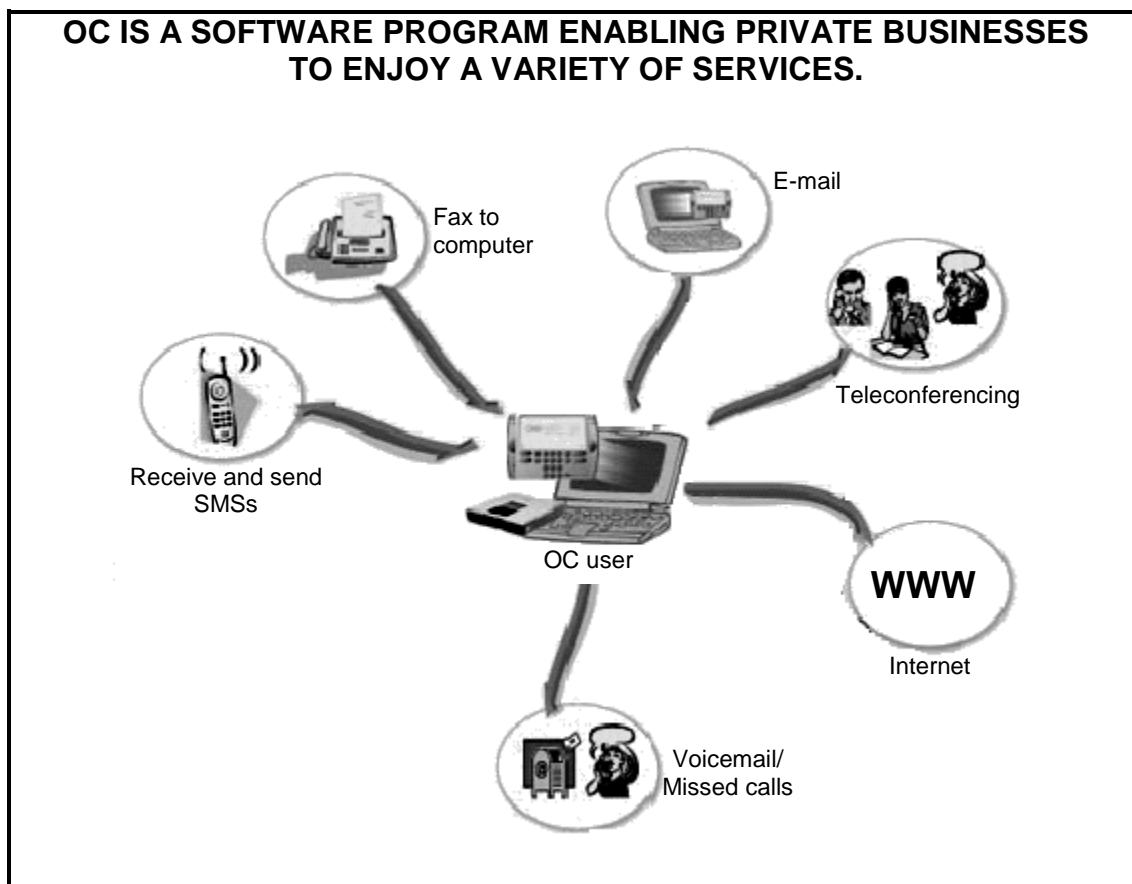 OC IS A SOFTWARE PROGRAM ENABLING PRIVATE BUSINESSES
TO ENJOY A VARIETY OF SERVICES.
E-mail
Fax to
computer
Teleconferencing
Receive and send
SMSs
OC user
WWW
Internet
Voicemail/
Missed calls